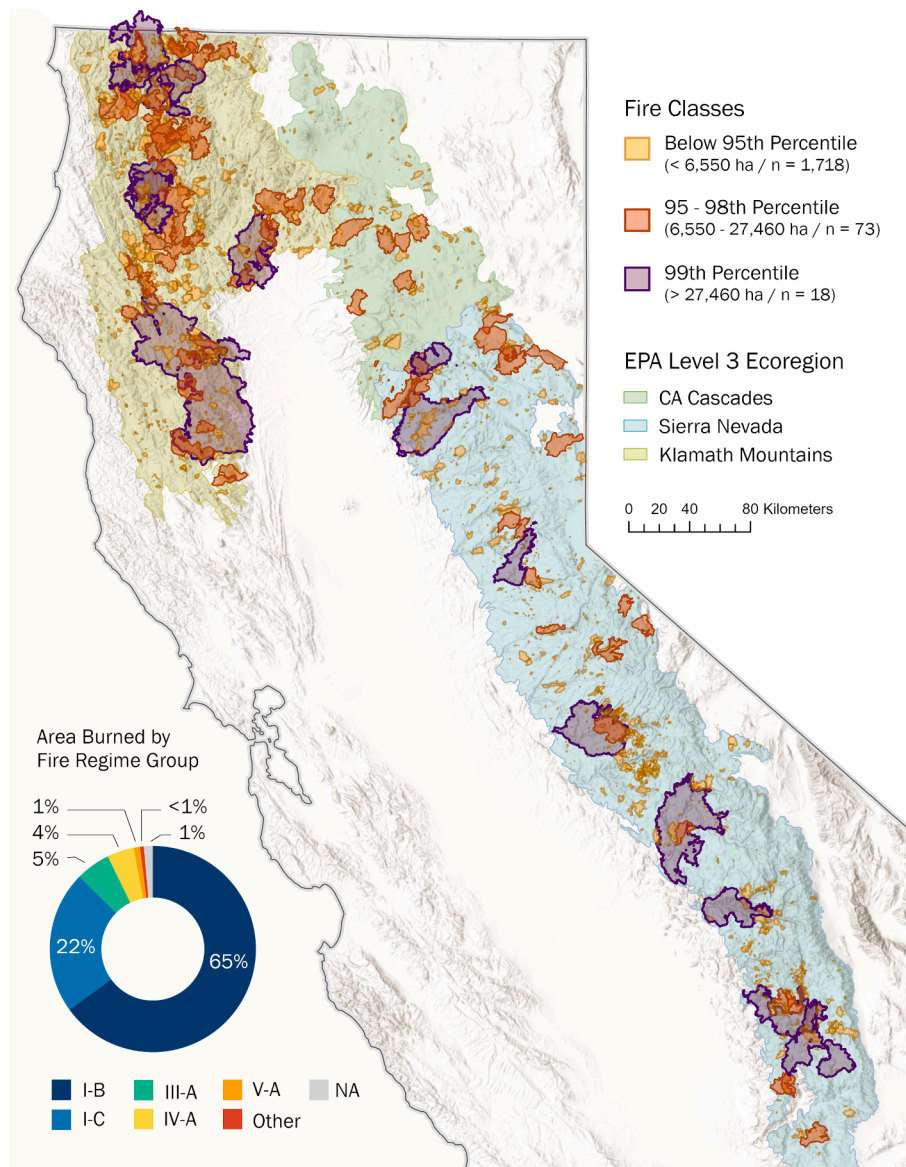 Fire Classes
Below 95th Percentile
(< 6,550 ha / n = 1,718)
95 - 98th Percentile
(6,550 - 27,460 ha / n = 73)
99th Percentile
(> 27,460 ha / n = 18)
EPA Level 3 Ecoregion
CA Cascades
Sierra Nevada
Klamath Mountains
0 20 40 80 Kilometers
Area Burned by
Fire Regime Group
1% <1%
4% 1%
5%
22% 65%
I-B III-A V-A NA
I-C IV-A Other